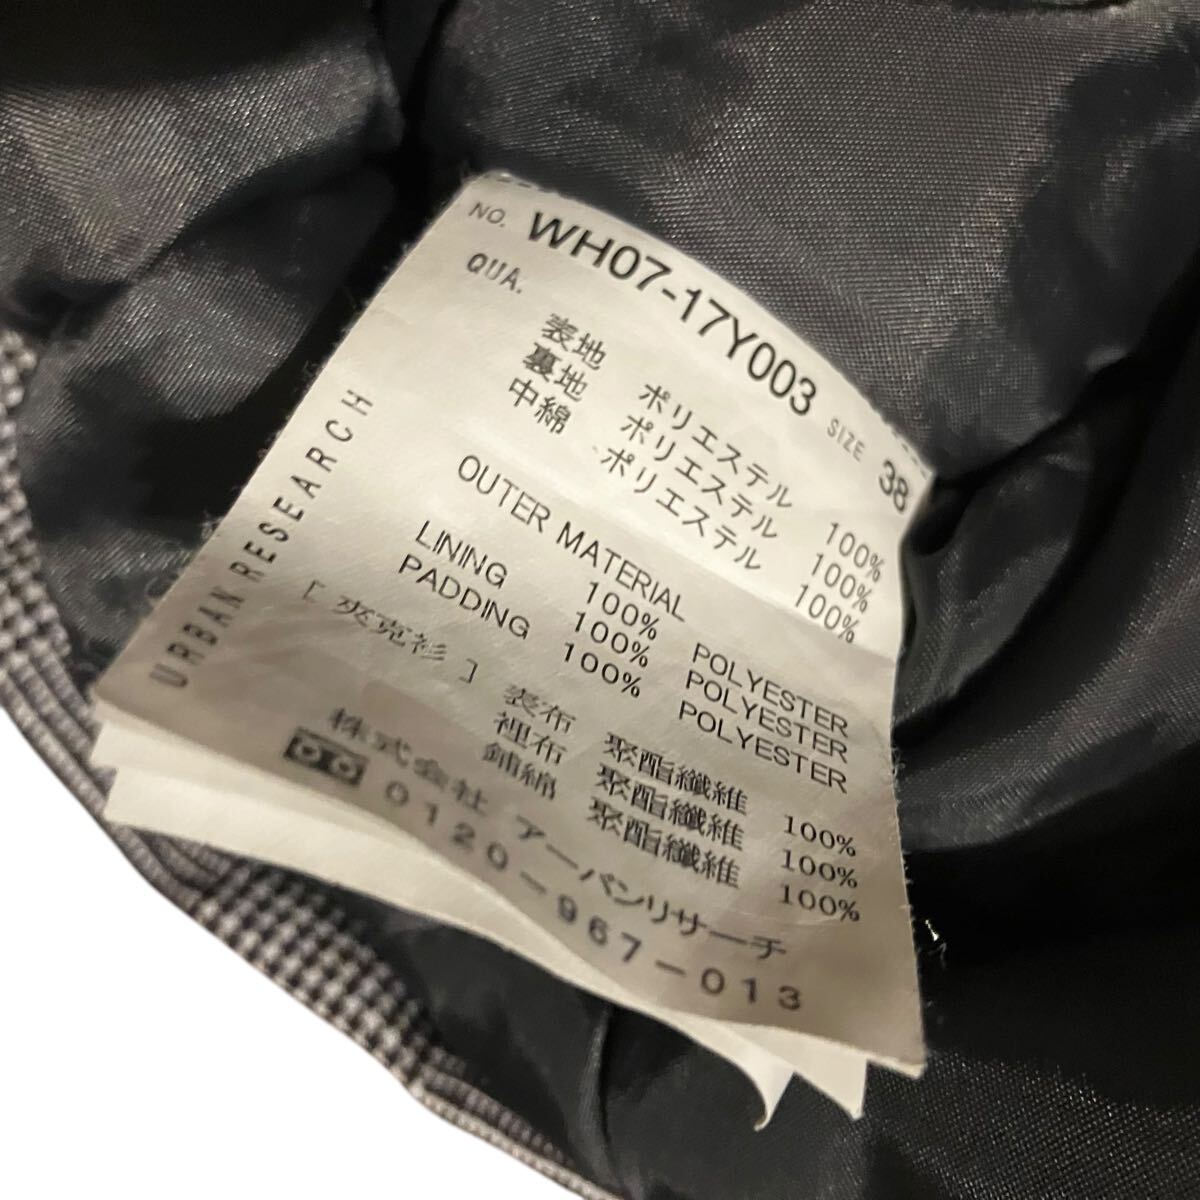 NO. WH07-17Y003 SIZE 38
QUA.
表地 ポリエステル 100%
裏地 ポリエステル 100%
中綿 ポリエステル 100%
OUTER MATERIAL
100% POLYESTER
LINING 100% POLYESTER
PADDING 100% POLYESTER
[ 夾克衫 ]
表布 聚酯纖維 100%
裡布 聚酯纖維 100%
鋪綿 聚酯纖維 100%
株式会社 アーバンリサーチ
0120-967-013
URBAN RESEARCH